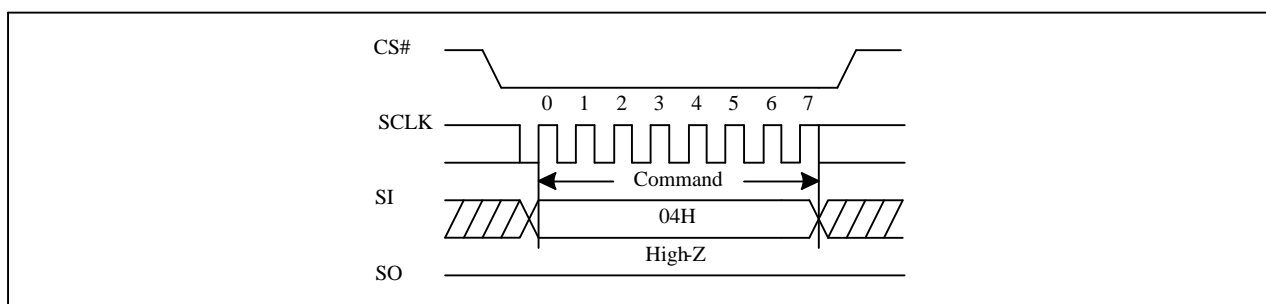 CS#
0 1 2 3 4 5 6 7
SCLK
Command
SI
04H
High-Z
SO